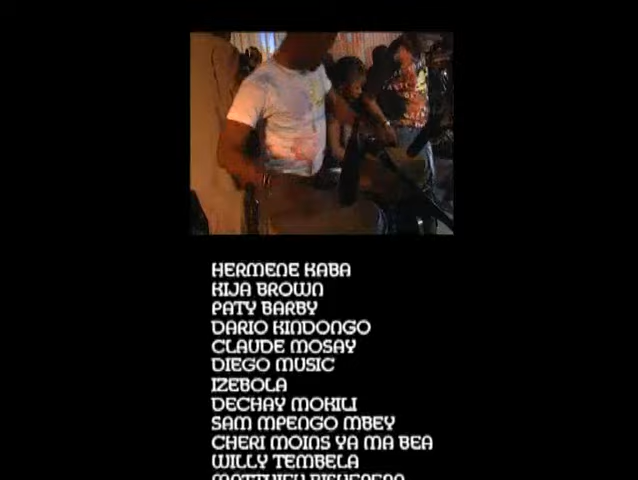 HERMENE KABA
KIJA BROWN
PATY BARBY
DARIO KINDONGO
CLAUDE MOSAY
DIEGO MUSIC
IZEBOLA
DECHAY MOKILI
SAM MPENGO MBEY
CHERI MOINS YA MA BEA
WILLY TEMBELA
MATTHIEU